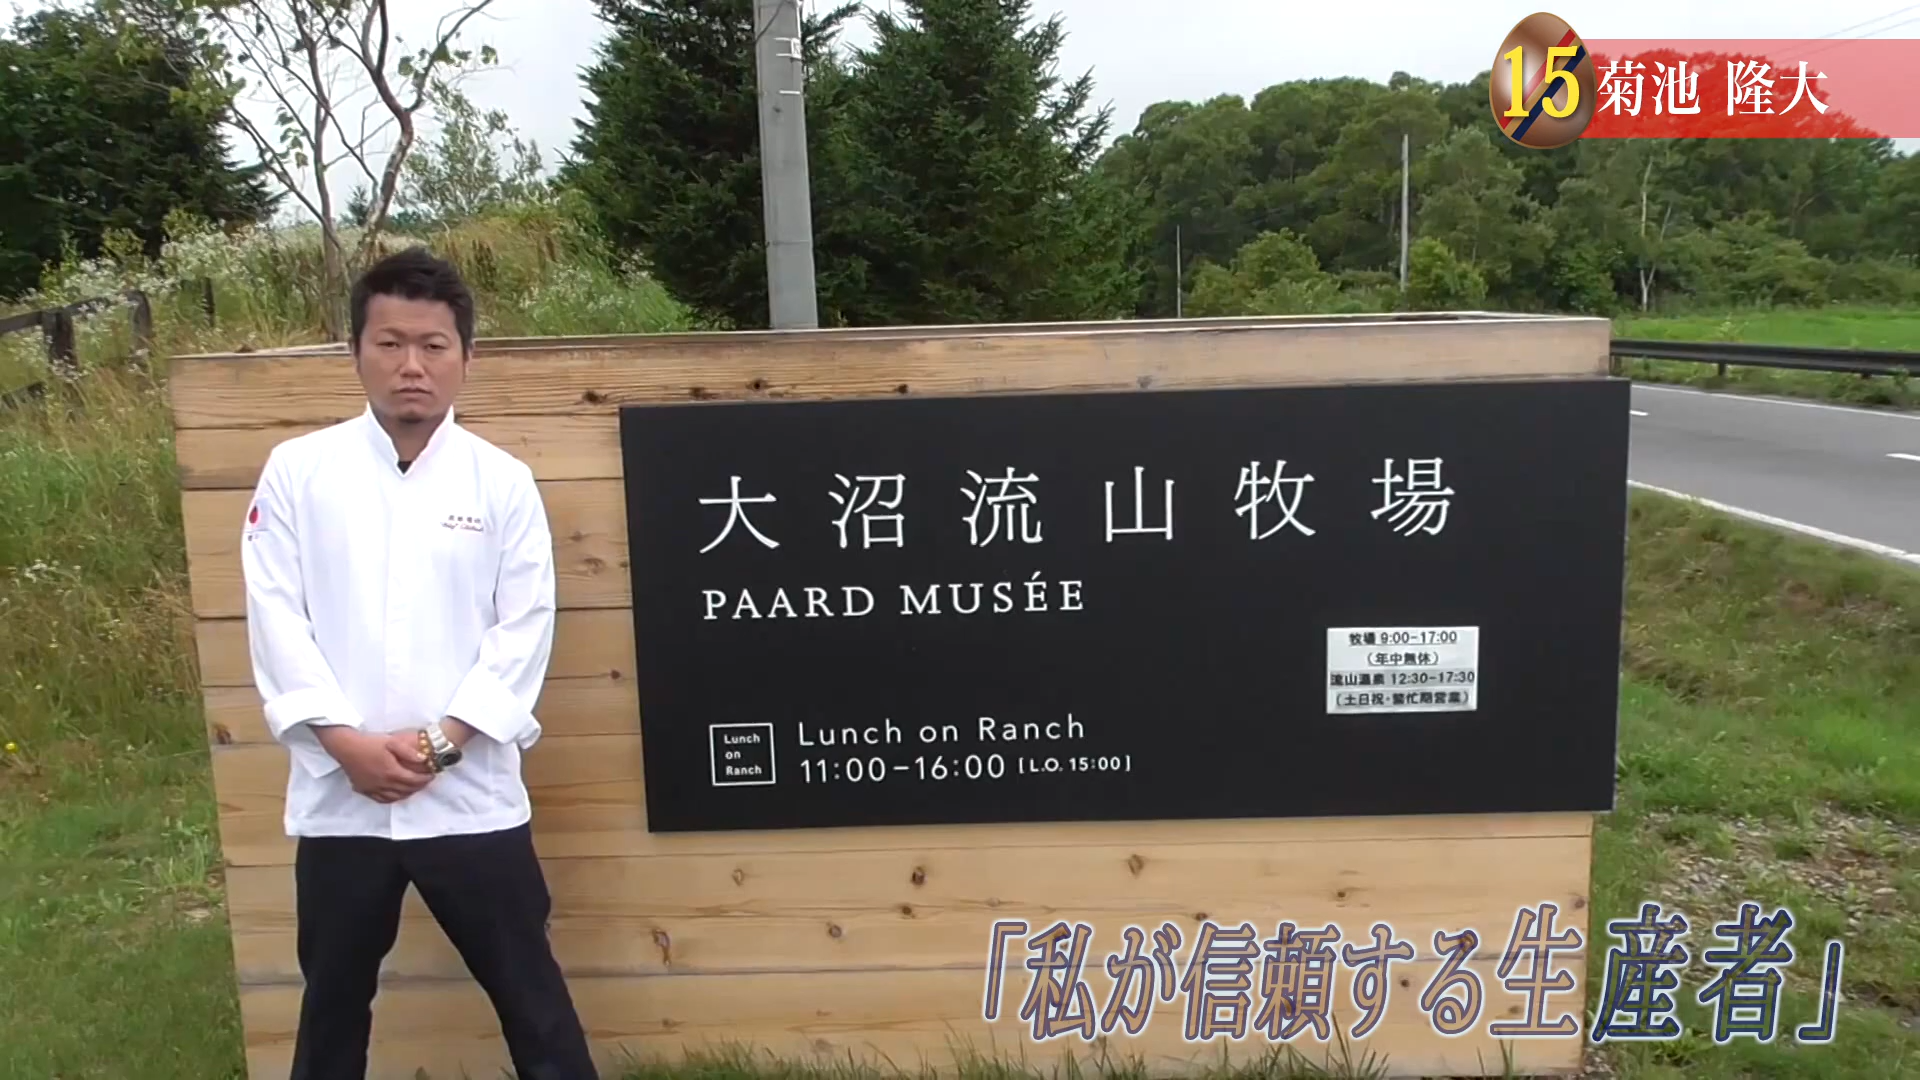 15 菊池 隆大
大沼流山牧場
PAARD MUSÉE
牧場 9:00-17:00
(年中無休)
流山温泉 12:30-17:30
(土日祝・繁忙期営業)
Lunch
on
Ranch
Lunch on Ranch
11:00-16:00 [L.O. 15:00]
「私が信頼する生産者」